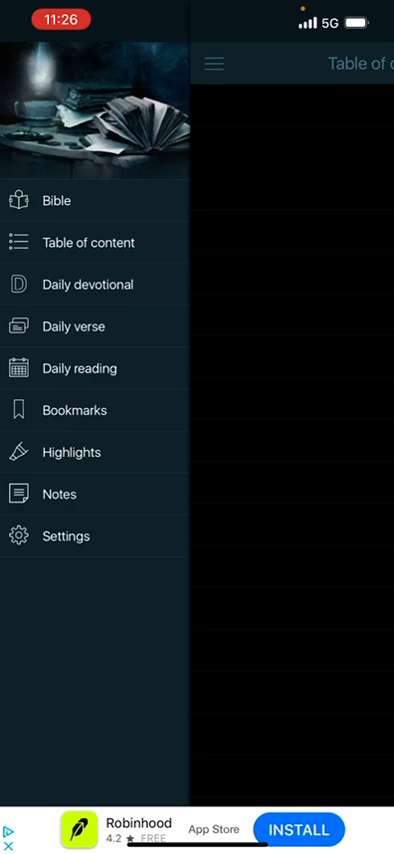 11:26
5G
Table of c
Bible
Table of content
Daily devotional
Daily verse
Daily reading
Bookmarks
Highlights
Notes
Settings
Robinhood
4.2 ★ FREE
App Store
INSTALL